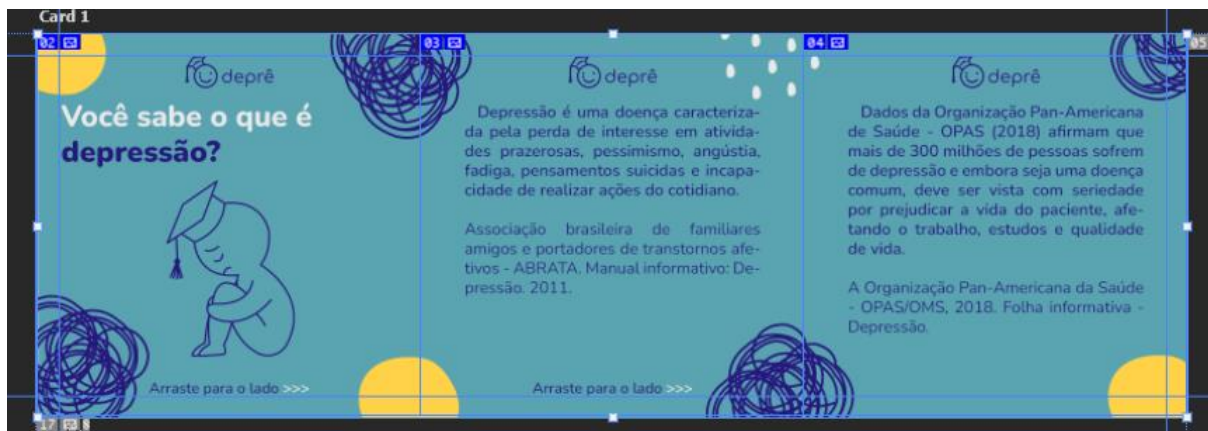 Card 1
02
03
04
05
deprê
Você sabe o que é
depressão?
Arraste para o lado >>>
deprê
Depressão é uma doença caracteriza-
da pela perda de interesse em ativida-
des prazerosas, pessimismo, angústia,
fadiga, pensamentos suicidas e incapa-
cidade de realizar ações do cotidiano.
Associação brasileira de familiares
amigos e portadores de transtornos afe-
tivos - ABRATA. Manual informativo: De-
pressão. 2011.
Arraste para o lado >>>
deprê
Dados da Organização Pan-Americana
de Saúde - OPAS (2018) afirmam que
mais de 300 milhões de pessoas sofrem
de depressão e embora seja uma doença
comum, deve ser vista com seriedade
por prejudicar a vida do paciente, afe-
tando o trabalho, estudos e qualidade
de vida.
A Organização Pan-Americana da Saúde
- OPAS/OMS, 2018. Folha informativa -
Depressão.
17